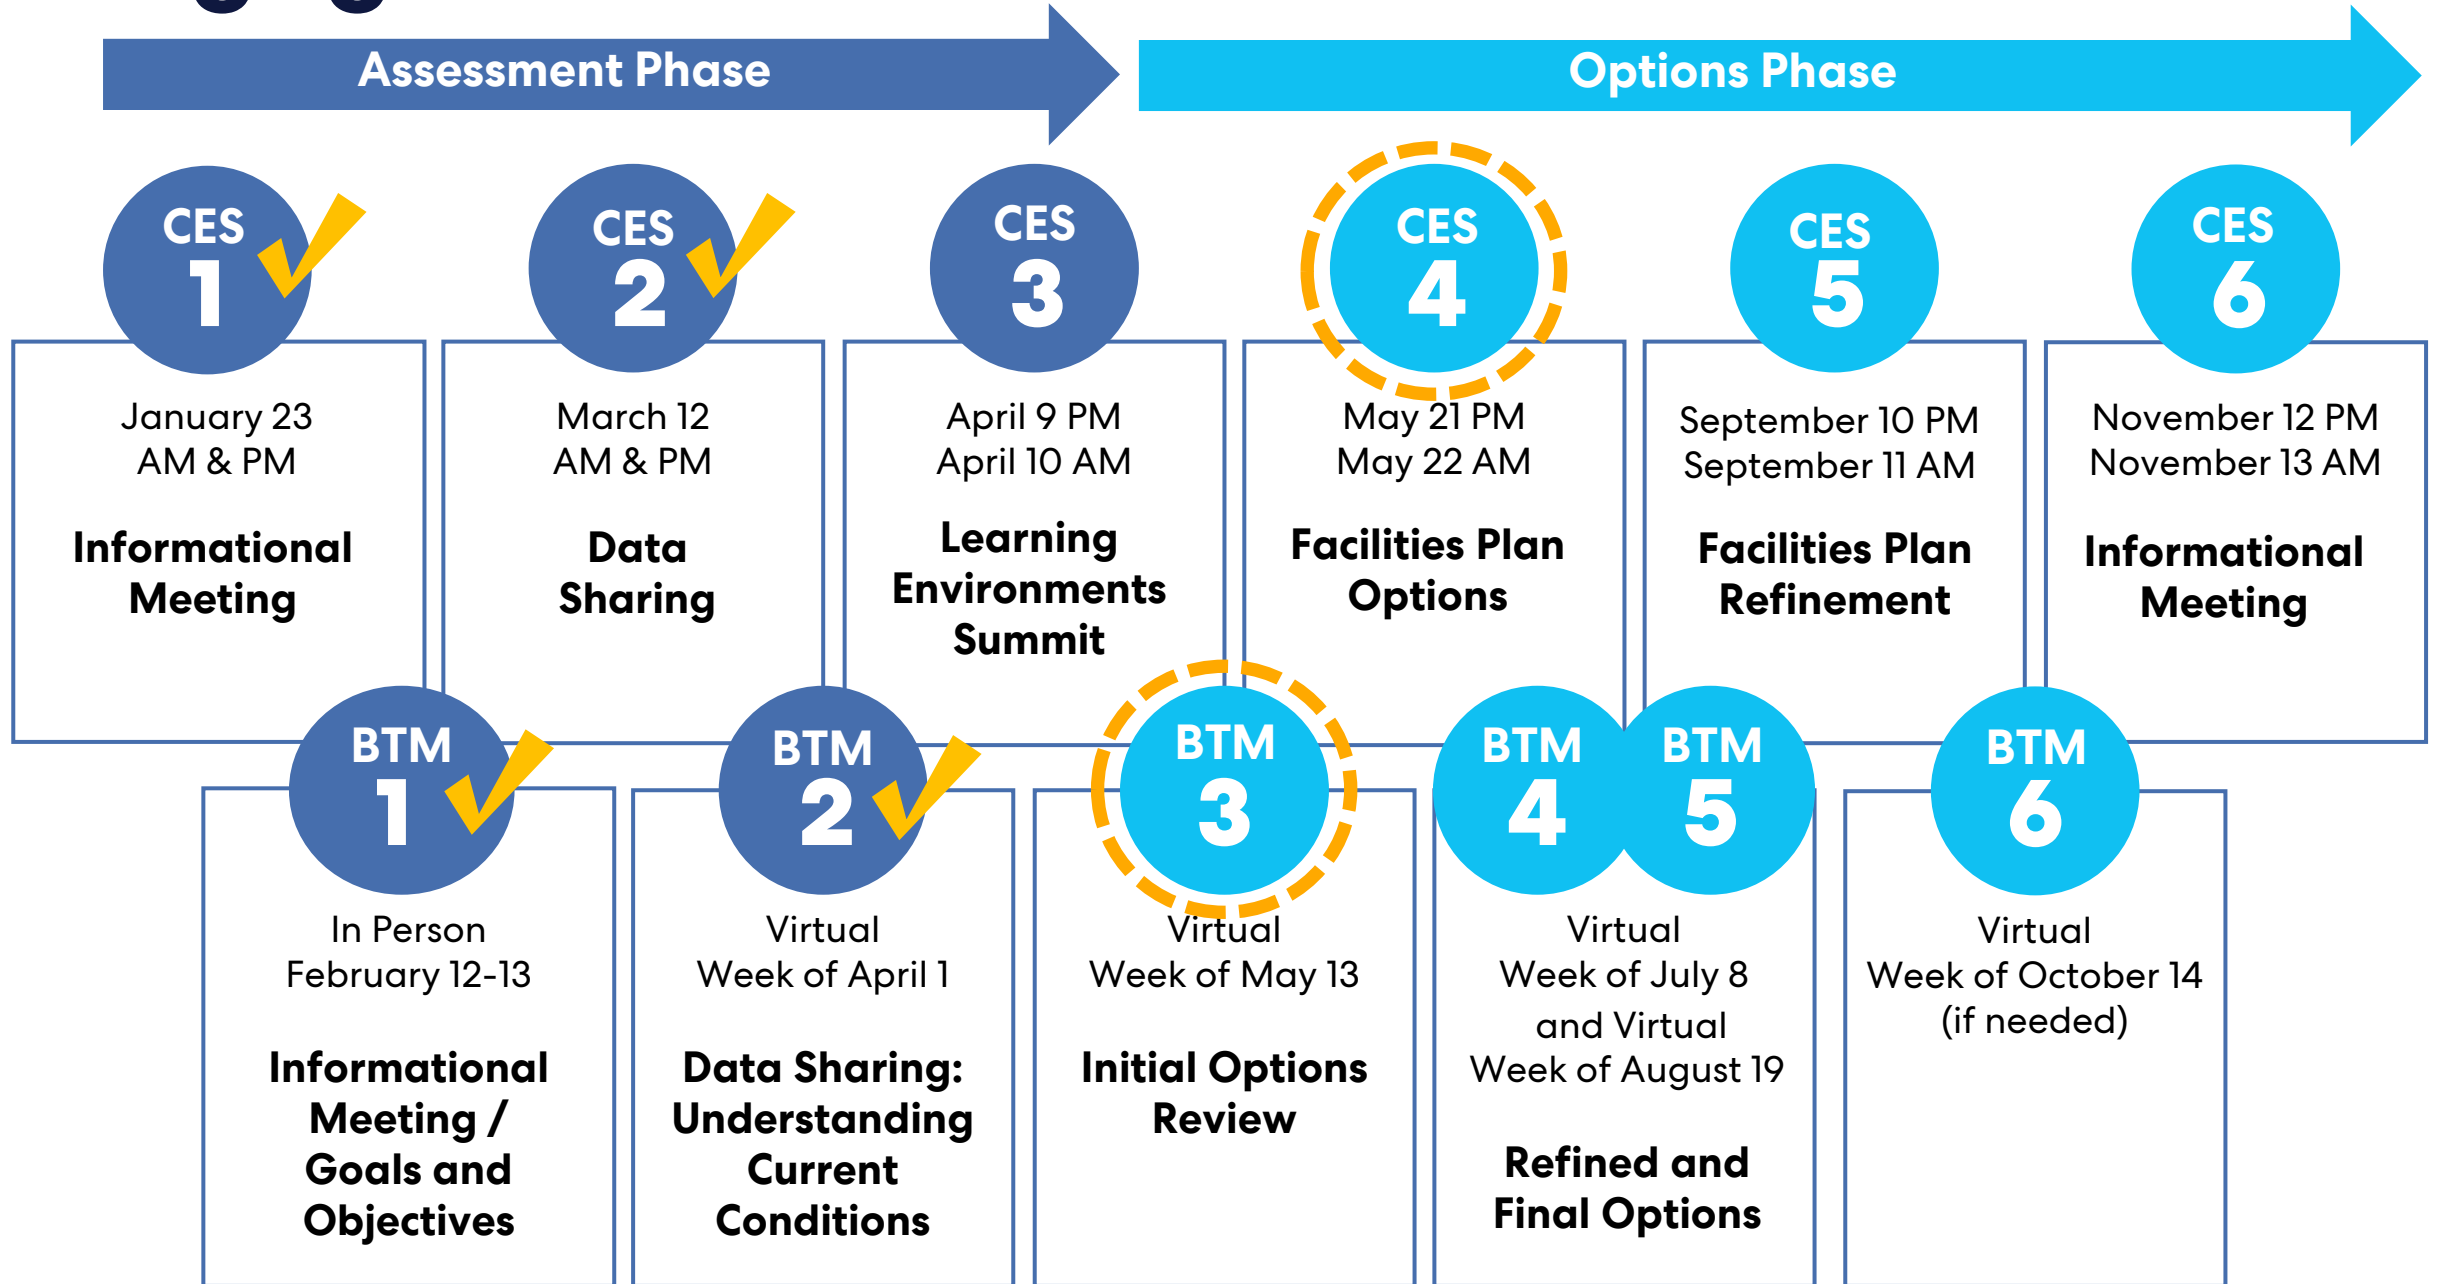 Assessment Phase
Options Phase
CES
1
January 23
AM & PM
Informational
Meeting
CES
2
March 12
AM & PM
Data
Sharing
CES
3
April 9 PM
April 10 AM
Learning
Environments
Summit
CES
4
May 21 PM
May 22 AM
Facilities Plan
Options
CES
5
September 10 PM
September 11 AM
Facilities Plan
Refinement
CES
6
November 12 PM
November 13 AM
Informational
Meeting
BTM
1
In Person
February 12-13
Informational
Meeting /
Goals and
Objectives
BTM
2
Virtual
Week of April 1
Data Sharing:
Understanding
Current
Conditions
BTM
3
Virtual
Week of May 13
Initial Options
Review
BTM
4
BTM
5
Virtual
Week of July 8
and Virtual
Week of August 19
Refined and
Final Options
BTM
6
Virtual
Week of October 14
(if needed)